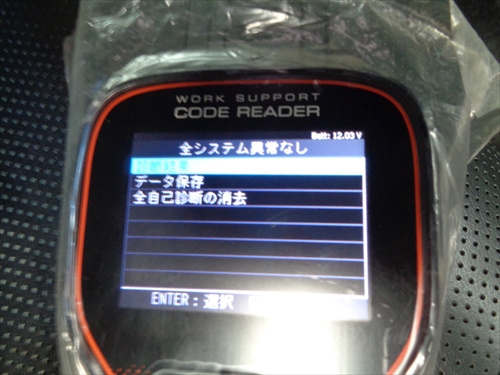 WORK SUPPORT
CODE READER
Batt: 12.03 V
全システム異常なし
データ保存
全自己診断の消去
ENTER : 選択